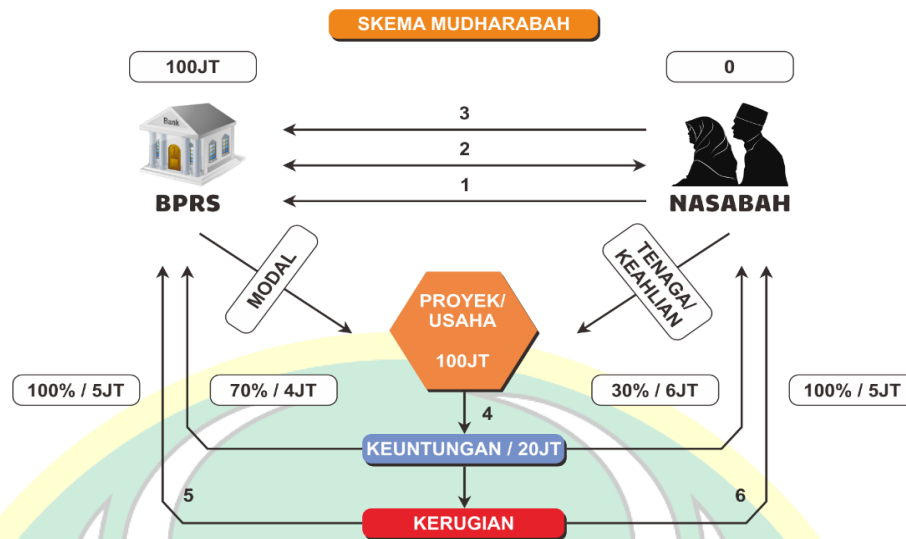 SKEMA MUDHARABAH
100JT
0
Bank
3
2
1
BPRS
NASABAH
MODAL
TENAGA/
KEAHLIAN
PROYEK/
USAHA
100JT
100% / 5JT
70% / 4JT
30% / 6JT
100% / 5JT
4
KEUNTUNGAN / 20JT
5
6
KERUGIAN